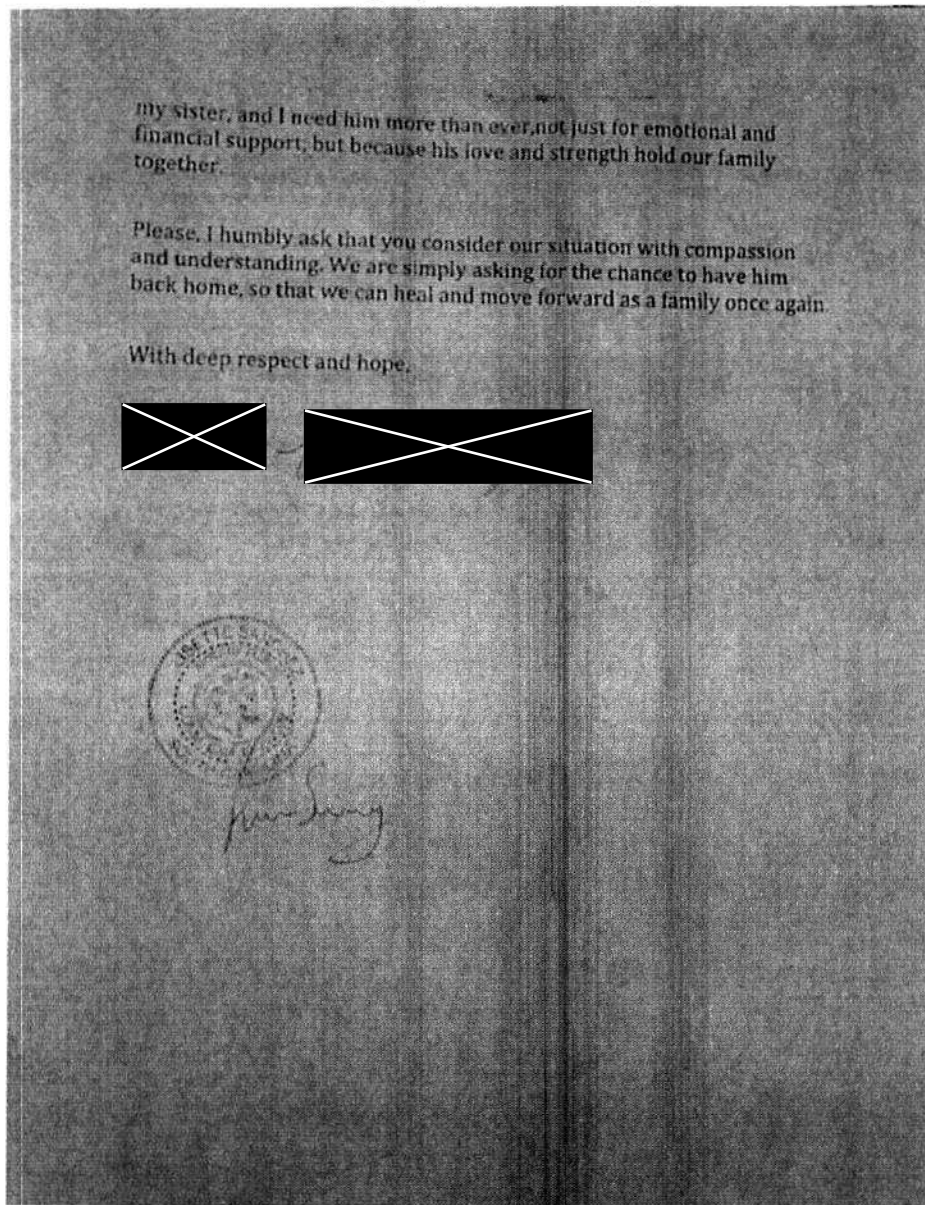 my sister, and I need him more than ever,not just for emotional and
financial support, but because his love and strength hold our family
together.
Please, I humbly ask that you consider our situation with compassion
and understanding. We are simply asking for the chance to have him
back home, so that we can heal and move forward as a family once again.
With deep respect and hope,